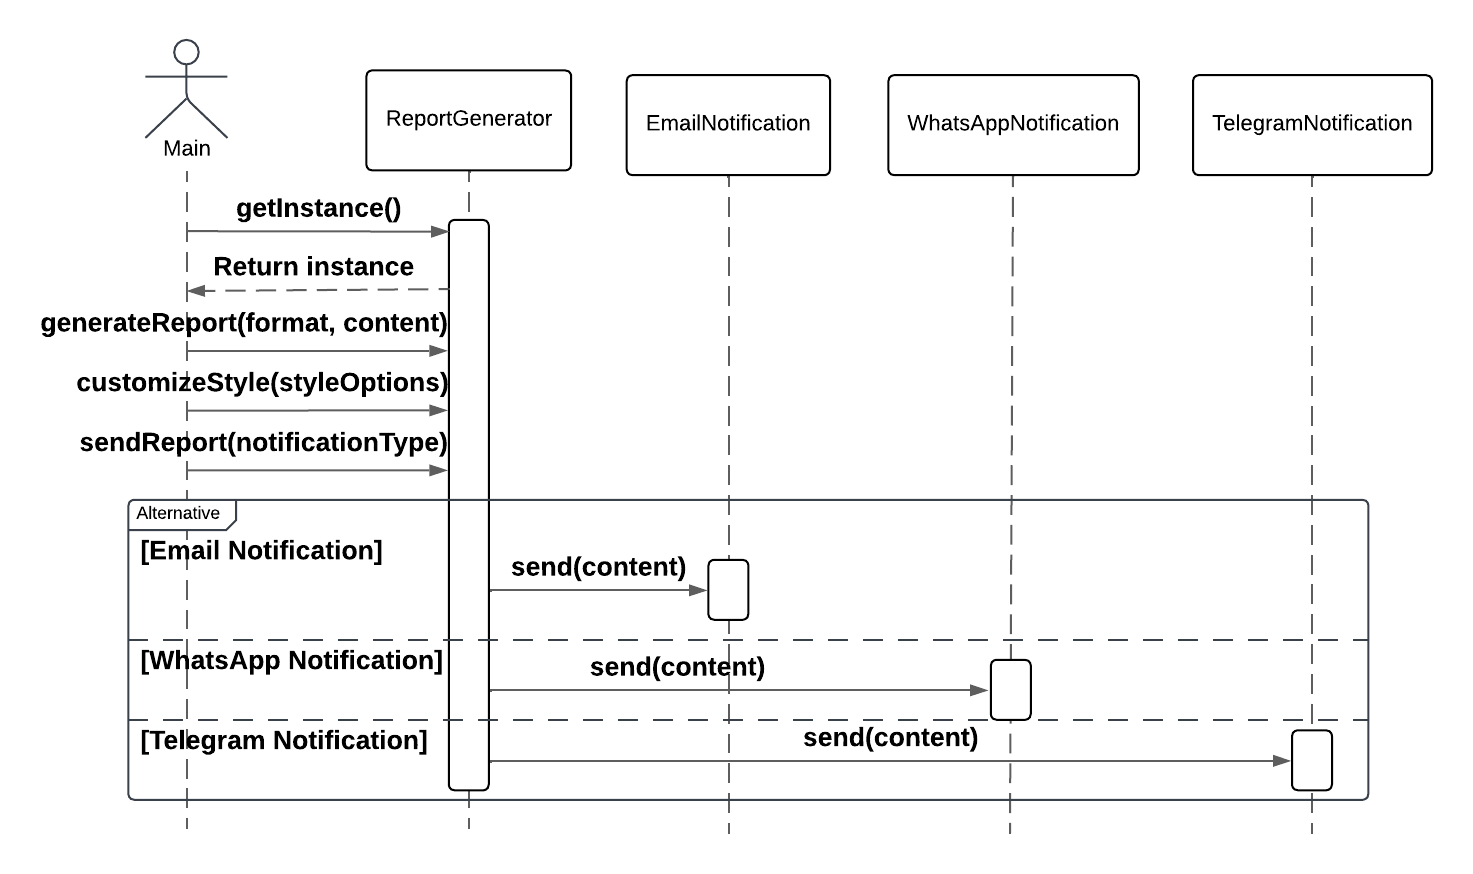 Main
ReportGenerator
EmailNotification
WhatsAppNotification
TelegramNotification
getInstance()
Return instance
generateReport(format, content)
customizeStyle(styleOptions)
sendReport(notificationType)
Alternative
[Email Notification]
send(content)
[WhatsApp Notification]
send(content)
[Telegram Notification]
send(content)